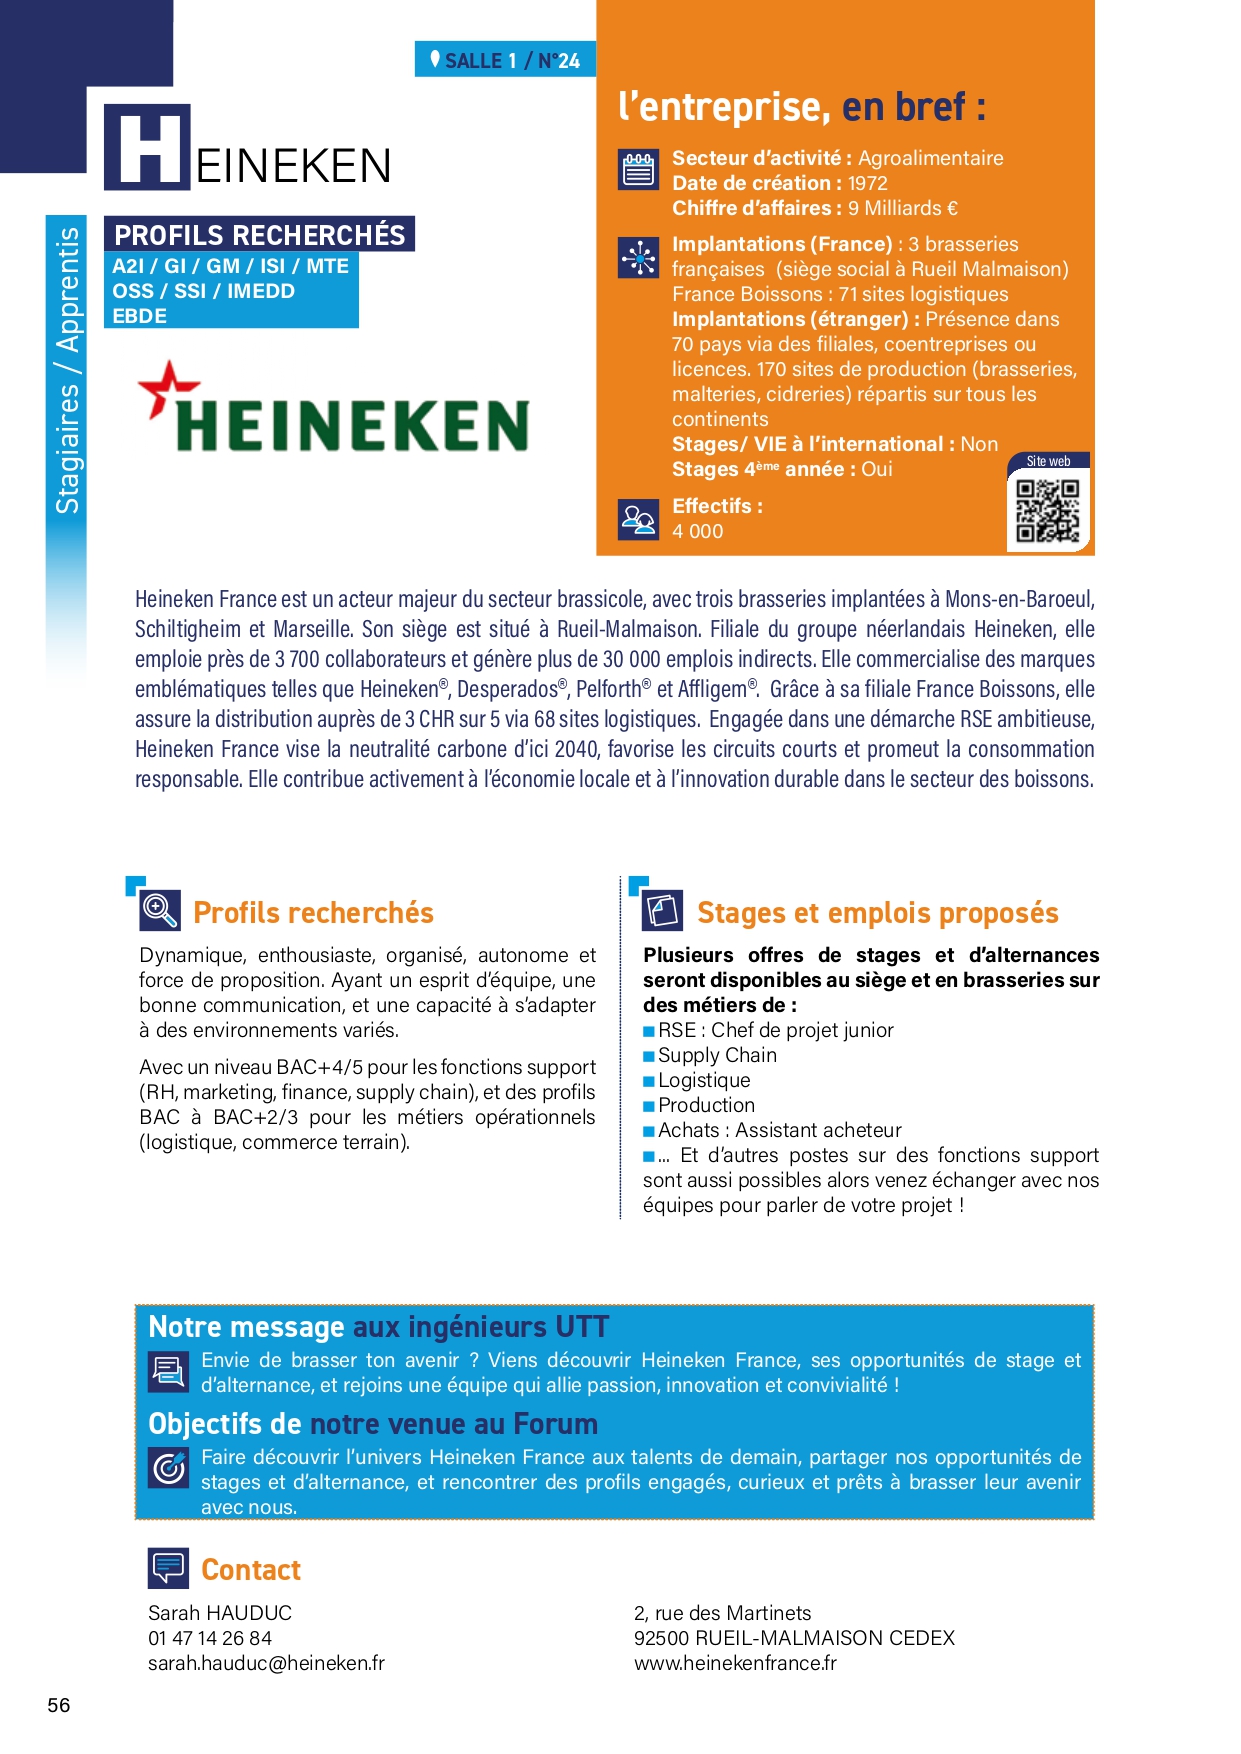 SALLE 1 / N°24
HEINEKEN
PROFILS RECHERCHÉS
A2I / GI / GM / ISI / MTE
OSS / SSI / IMEDD
EBDE
Stagiaires / Apprentis
HEINEKEN
l'entreprise, en bref :
Secteur d'activité : Agroalimentaire
Date de création : 1972
Chiffre d'affaires : 9 Milliards €
Implantations (France) : 3 brasseries
françaises (siège social à Rueil Malmaison)
France Boissons : 71 sites logistiques
Implantations (étranger) : Présence dans
70 pays via des filiales, coentreprises ou
licences. 170 sites de production (brasseries,
malteries, cidreries) répartis sur tous les
continents
Stages/ VIE à l'international : Non
Stages 4ème année : Oui
Site web
Effectifs :
4 000
Heineken France est un acteur majeur du secteur brassicole, avec trois brasseries implantées à Mons-en-Baroeul,
Schiltigheim et Marseille. Son siège est situé à Rueil-Malmaison. Filiale du groupe néerlandais Heineken, elle
emploie près de 3 700 collaborateurs et génère plus de 30 000 emplois indirects. Elle commercialise des marques
emblématiques telles que Heineken®, Desperados®, Pelforth® et Affligem®. Grâce à sa filiale France Boissons, elle
assure la distribution auprès de 3 CHR sur 5 via 68 sites logistiques. Engagée dans une démarche RSE ambitieuse,
Heineken France vise la neutralité carbone d'ici 2040, favorise les circuits courts et promeut la consommation
responsable. Elle contribue activement à l'économie locale et à l'innovation durable dans le secteur des boissons.
Profils recherchés
Dynamique, enthousiaste, organisé, autonome et
force de proposition. Ayant un esprit d'équipe, une
bonne communication, et une capacité à s'adapter
à des environnements variés.
Avec un niveau BAC+4/5 pour les fonctions support
(RH, marketing, finance, supply chain), et des profils
BAC à BAC+2/3 pour les métiers opérationnels
(logistique, commerce terrain).
Stages et emplois proposés
Plusieurs offres de stages et d'alternances
seront disponibles au siège et en brasseries sur
des métiers de :
■ RSE : Chef de projet junior
■ Supply Chain
■ Logistique
■ Production
■ Achats : Assistant acheteur
■ ... Et d'autres postes sur des fonctions support
sont aussi possibles alors venez échanger avec nos
équipes pour parler de votre projet !
Notre message aux ingénieurs UTT
Envie de brasser ton avenir ? Viens découvrir Heineken France, ses opportunités de stage et
d'alternance, et rejoins une équipe qui allie passion, innovation et convivialité !
Objectifs de notre venue au Forum
Faire découvrir l'univers Heineken France aux talents de demain, partager nos opportunités de
stages et d'alternance, et rencontrer des profils engagés, curieux et prêts à brasser leur avenir
avec nous.
Contact
Sarah HAUDUC
01 47 14 26 84
sarah.hauduc@heineken.fr
2, rue des Martinets
92500 RUEIL-MALMAISON CEDEX
www.heinekenfrance.fr
56